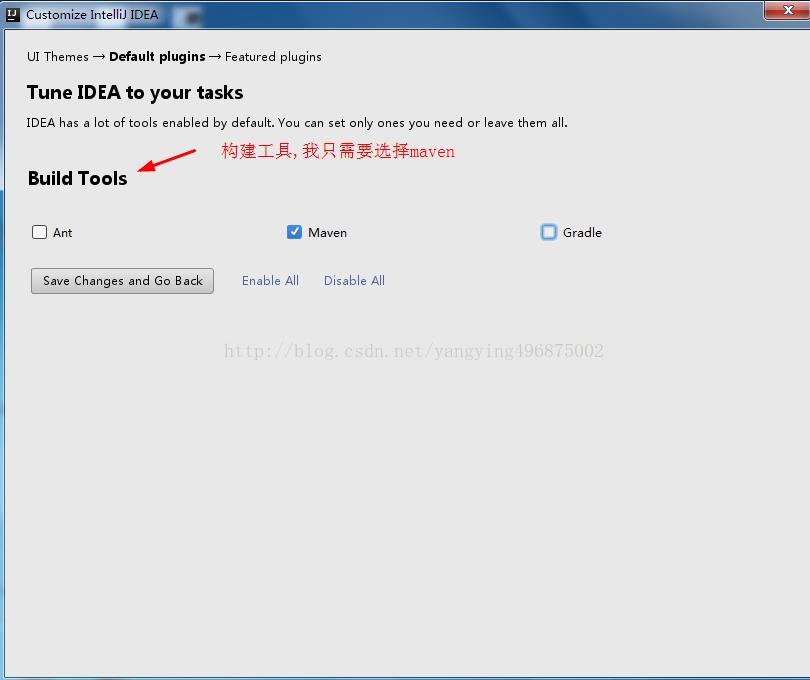 Customize IntelliJ IDEA
UI Themes → Default plugins → Featured plugins
Tune IDEA to your tasks
IDEA has a lot of tools enabled by default. You can set only ones you need or leave them all.
构建工具,我只需要选择maven
Build Tools
Ant Maven Gradle
Save Changes and Go Back Enable All Disable All
http://blog.csdn.net/yangying496875002